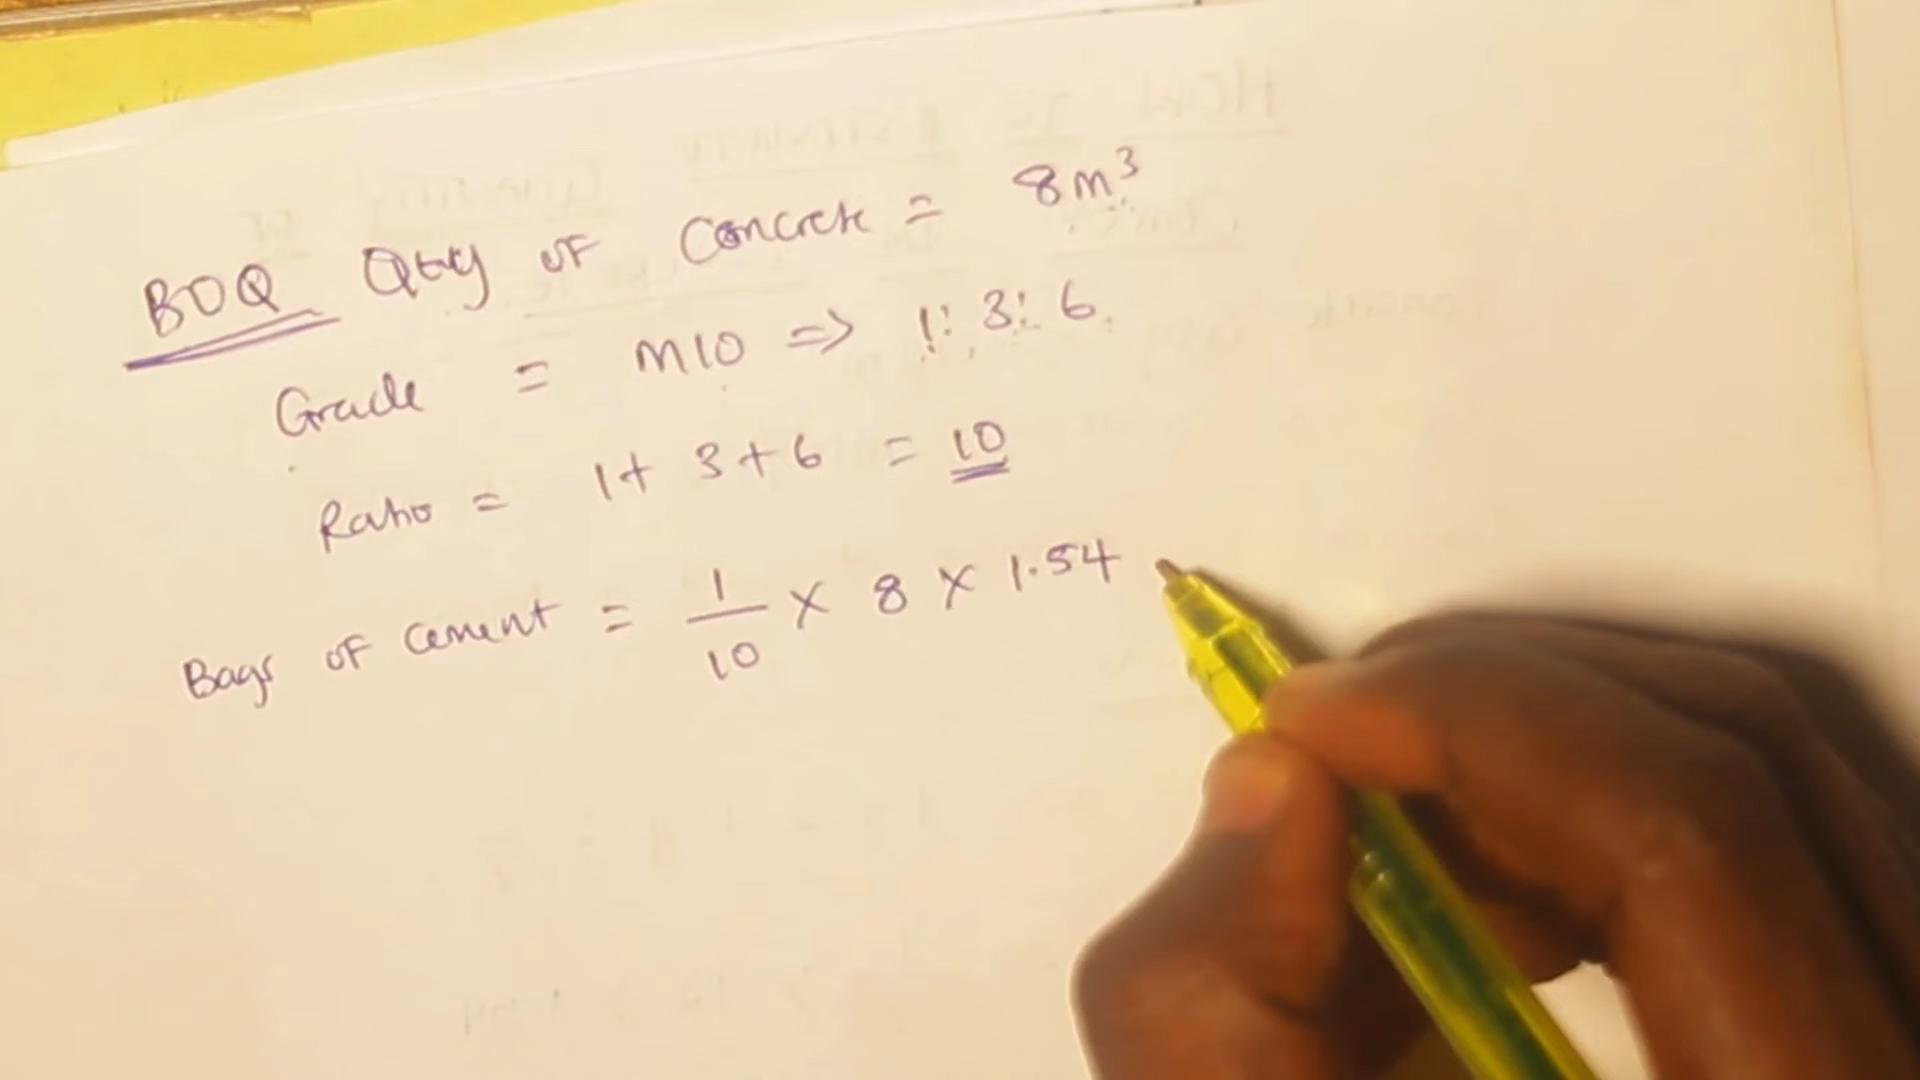 BOQ Qty of Concrete = 8m³
Grade = M10 => 1:3:6
Ratio = 1+3+6 = 10
Bags of cement = 1/10 x 8 x 1.54